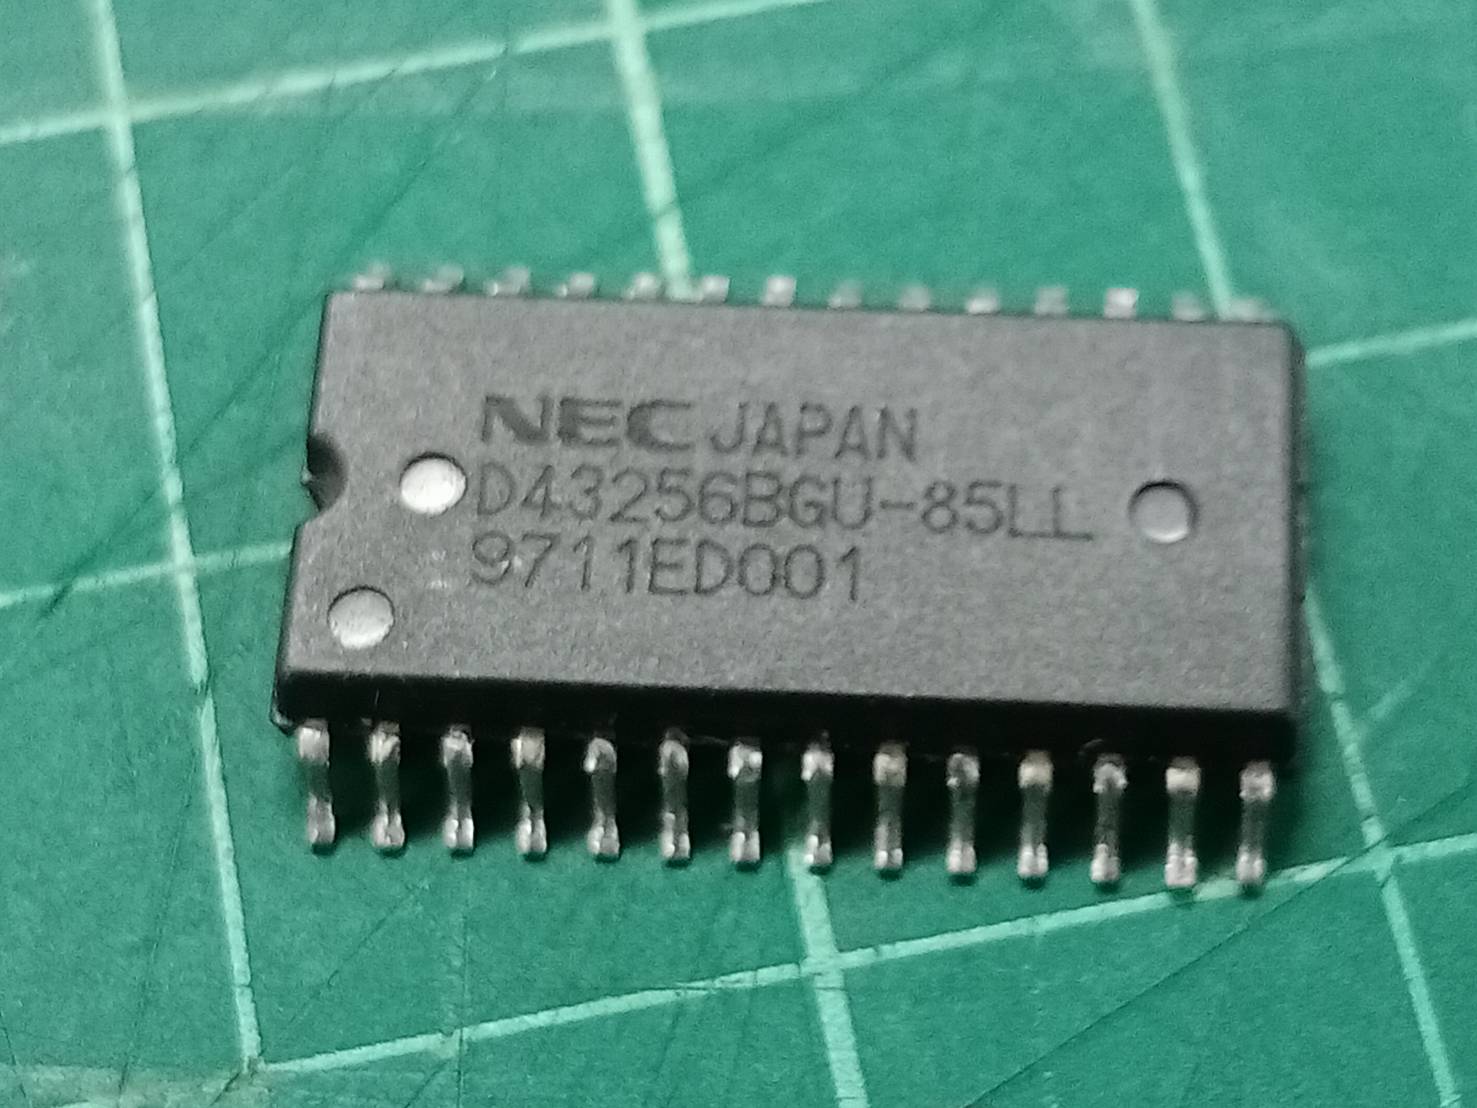 NEC JAPAN
D43256BGU-85LL
9711ED001